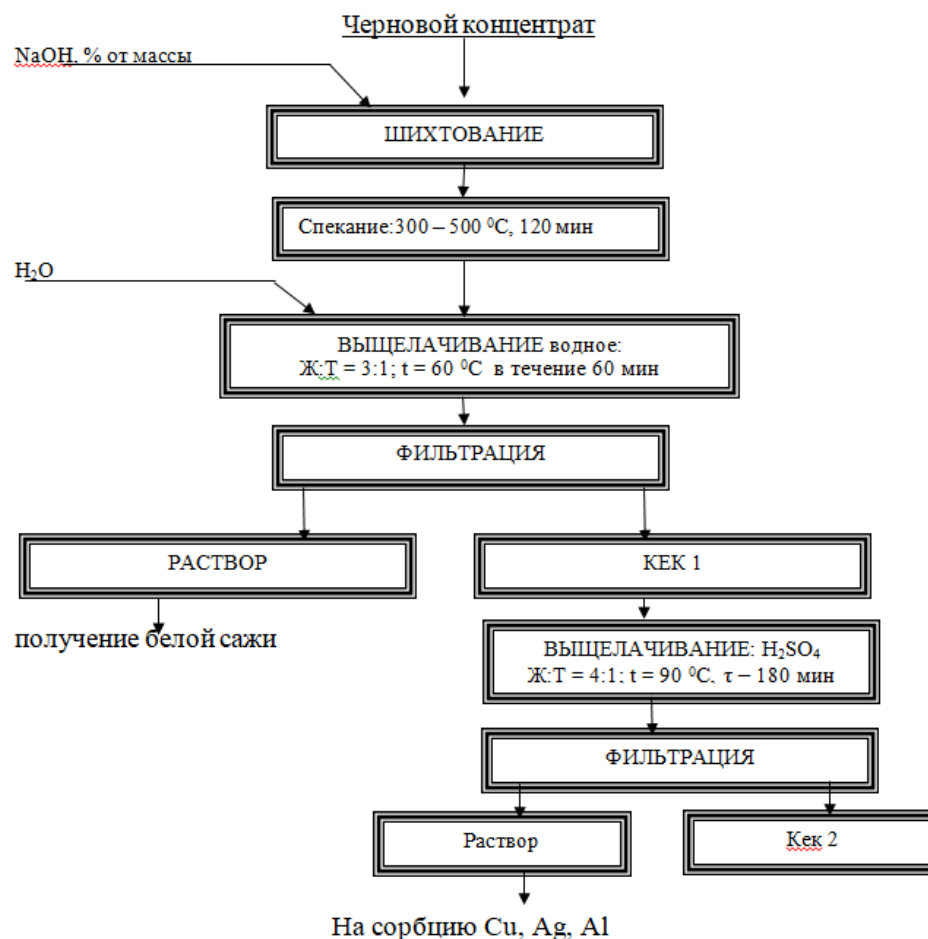 Черновой концентрат
NaOH, % от массы
ШИХТОВАНИЕ
Спекание:300 – 500 ⁰С, 120 мин
H₂O
ВЫЩЕЛАЧИВАНИЕ водное:
Ж:Т = 3:1; t = 60 ⁰С в течение 60 мин
ФИЛЬТРАЦИЯ
РАСТВОР
КЕК 1
получение белой сажи
ВЫЩЕЛАЧИВАНИЕ: H₂SO₄
Ж:Т = 4:1; t = 90 ⁰С, τ – 180 мин
ФИЛЬТРАЦИЯ
Раствор
Кек 2
На сорбцию Cu, Ag, Al